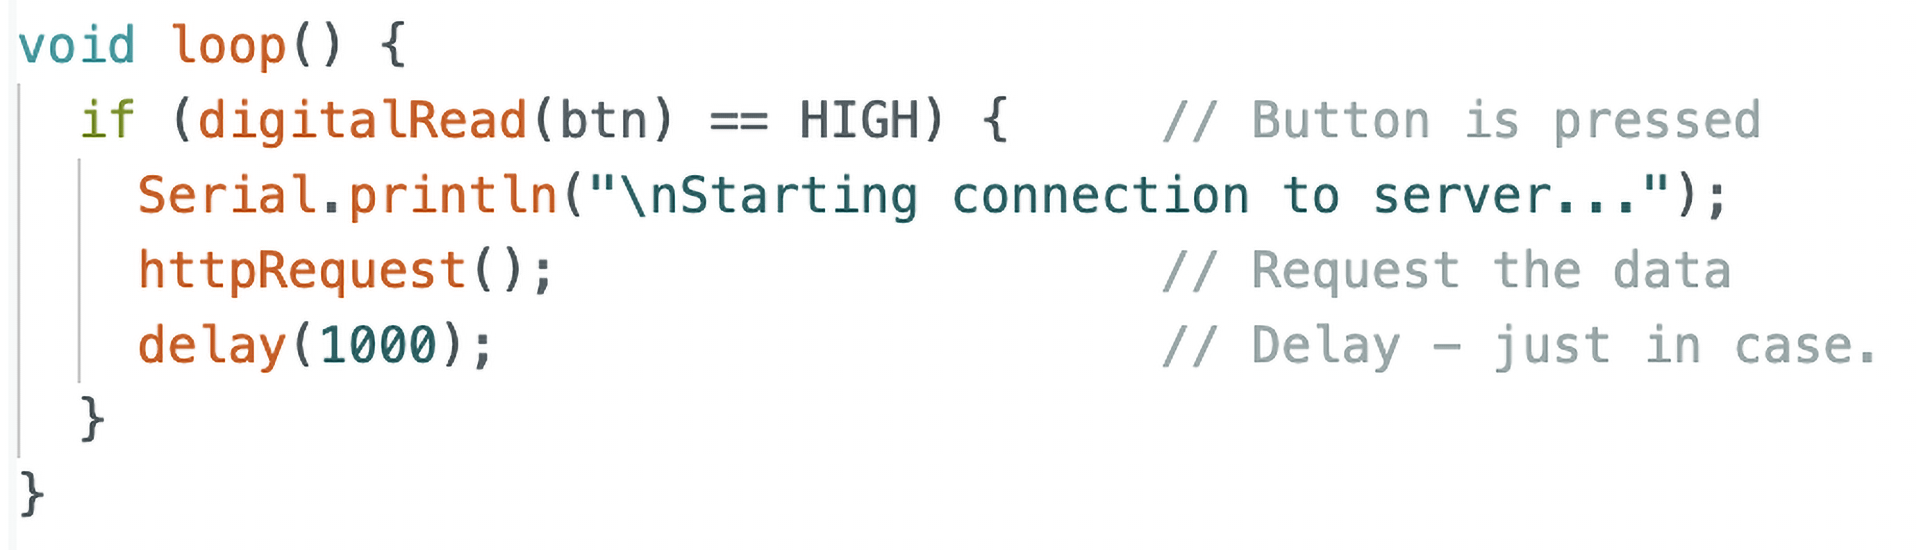 void loop() {
  if (digitalRead(btn) == HIGH) {     // Button is pressed
    Serial.println("\nStarting connection to server...");
    httpRequest();                    // Request the data
    delay(1000);                      // Delay – just in case.
  }
}